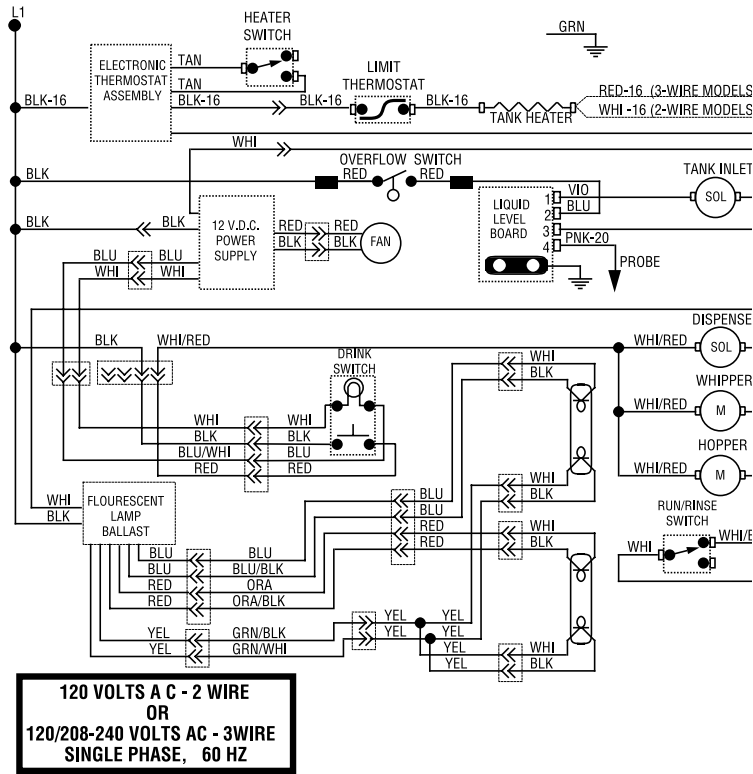 L1
HEATER
SWITCH
GRN
ELECTRONIC
THERMOSTAT
ASSEMBLY
TAN
TAN
LIMIT
THERMOSTAT
BLK-16
BLK-16
BLK-16
BLK-16
TANK HEATER
RED-16 (3-WIRE MODELS
WHI -16 (2-WIRE MODELS
WHI
OVERFLOW SWITCH
BLK
RED
RED
LIQUID
LEVEL
BOARD
1
2
3
4
VIO
BLU
PNK-20
PROBE
TANK INLET
SOL
BLK
BLK
12 V.D.C.
POWER
SUPPLY
RED
RED
BLK
BLK
FAN
BLU
BLU
WHI
WHI
BLK
WHI/RED
DRINK
SWITCH
WHI
BLK
DISPENSE
WHI/RED
SOL
WHIPPER
WHI/RED
M
HOPPER
WHI/RED
M
WHI
WHI
BLK
BLK
BLU/WHI
BLU
RED
RED
WHI
BLK
FLOURESCENT
LAMP
BALLAST
BLU
BLU
RED
RED
WHI
BLK
WHI
BLK
RUN/RINSE
SWITCH
WHI
WHI/B
BLU
BLU
BLU
BLU/BLK
RED
ORA
RED
ORA/BLK
YEL
GRN/BLK
YEL
YEL
YEL
GRN/WHI
YEL
YEL
YEL
WHI
YEL
BLK
120 VOLTS A C - 2 WIRE
OR
120/208-240 VOLTS AC - 3WIRE
SINGLE PHASE, 60 HZ